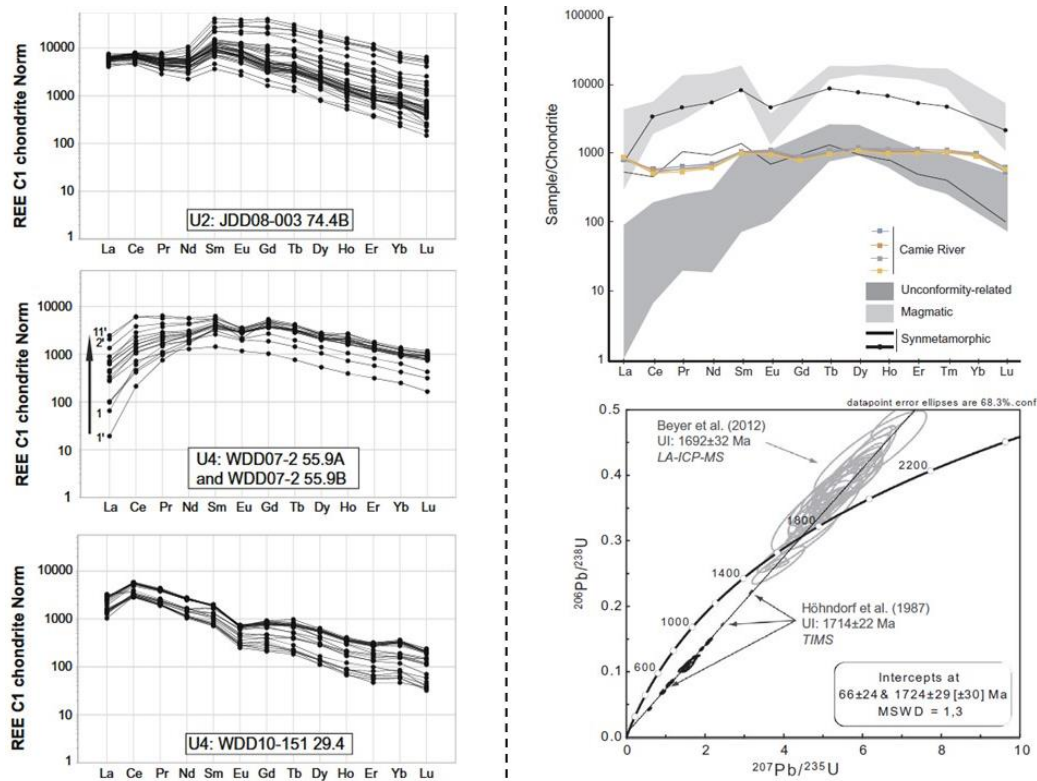 REE C1 chondrite Norm
10000
1000
100
10
1
U2: JDD08-003 74.4B
La Ce Pr Nd Sm Eu Gd Tb Dy Ho Er Yb Lu
REE C1 chondrite Norm
10000
1000
100
10
1
11'
2'
1
1'
U4: WDD07-2 55.9A
and WDD07-2 55.9B
La Ce Pr Nd Sm Eu Gd Tb Dy Ho Er Yb Lu
REE C1 chondrite Norm
10000
1000
100
10
1
U4: WDD10-151 29.4
La Ce Pr Nd Sm Eu Gd Tb Dy Ho Er Yb Lu
Sample/Chondrite
100000
10000
1000
100
10
1
Camie River
Unconformity-related
Magmatic
Synmetamorphic
La Ce Pr Nd Sm Eu Gd Tb Dy Ho Er Tm Yb Lu
datapoint error ellipses are 68.3%. conf
206Pb/238U
0.5
0.4
0.3
0.2
0.1
0.0
Beyer et al. (2012)
UI: 1692±32 Ma
LA-ICP-MS
2200
1800
1400
1000
600
Höhndorf et al. (1987)
UI: 1714±22 Ma
TIMS
Intercepts at
66±24 & 1724±29 [±30] Ma
MSWD = 1,3
0 2 4 6 8 10
207Pb/235U